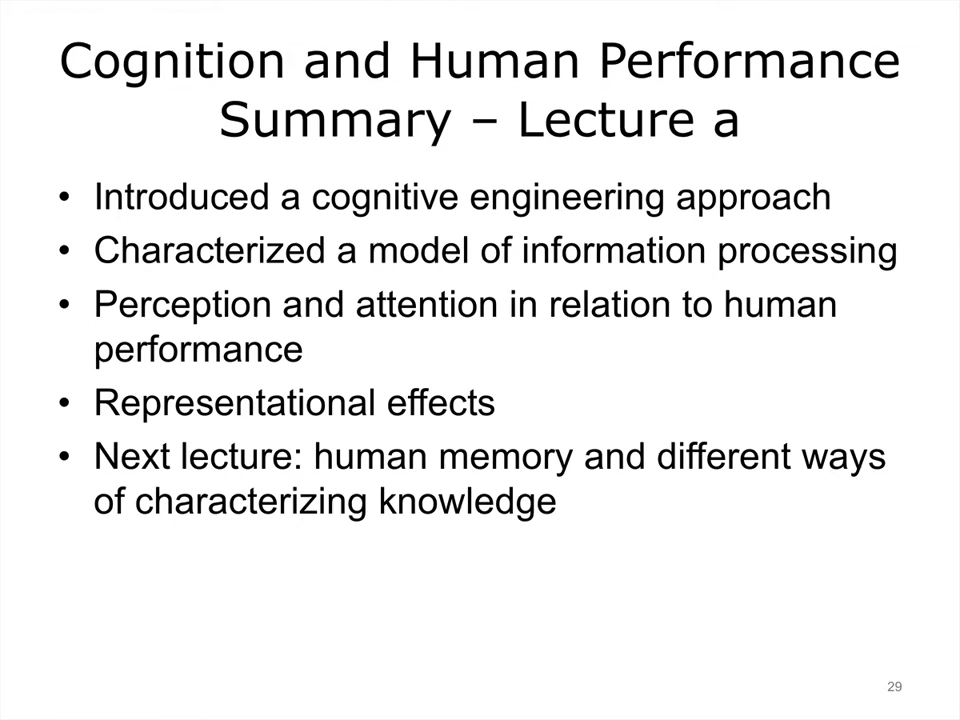 Cognition and Human Performance
Summary – Lecture a
• Introduced a cognitive engineering approach
• Characterized a model of information processing
• Perception and attention in relation to human
performance
• Representational effects
• Next lecture: human memory and different ways
of characterizing knowledge
29